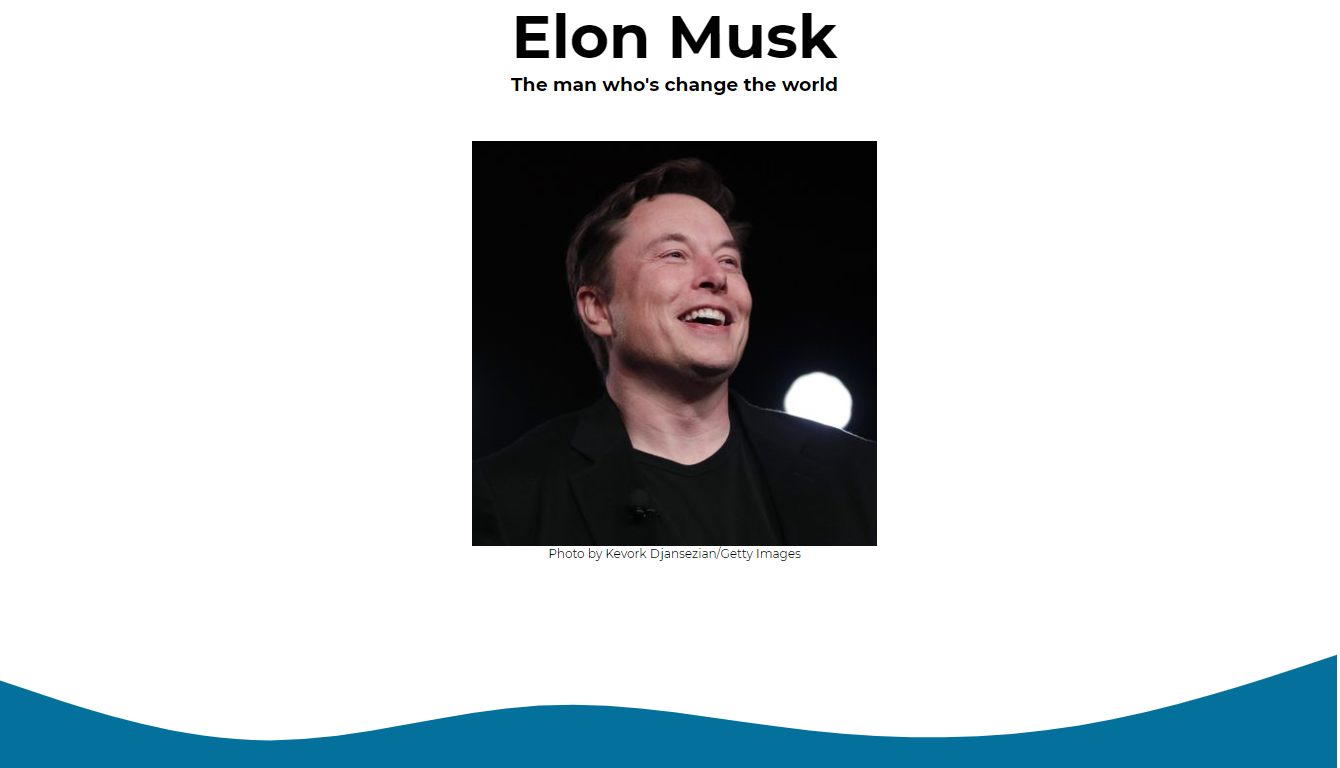 Elon Musk
The man who's change the world
Photo by Kevork Djansezian/Getty Images